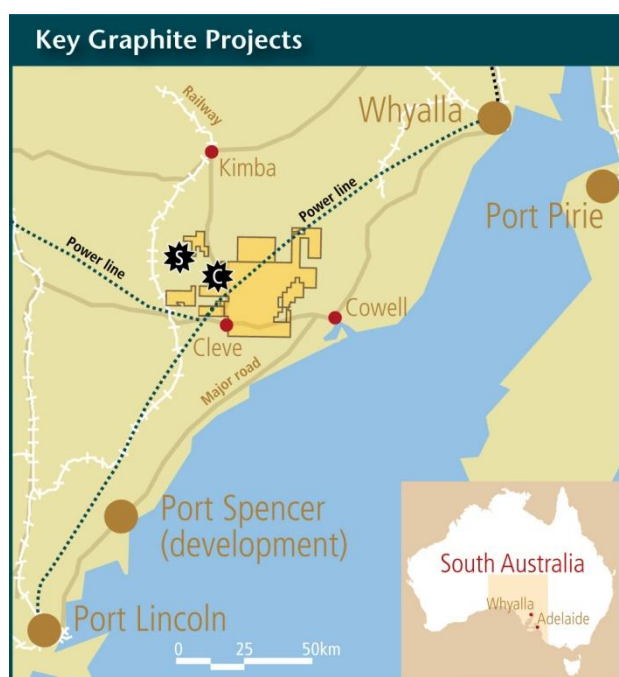 Key Graphite Projects
Railway
Whyalla
Kimba
Port Pirie
Power line
Power line
S
C
Cowell
Cleve
Major road
Port Spencer
(development)
South Australia
Whyalla
Adelaide
Port Lincoln
0 25 50km